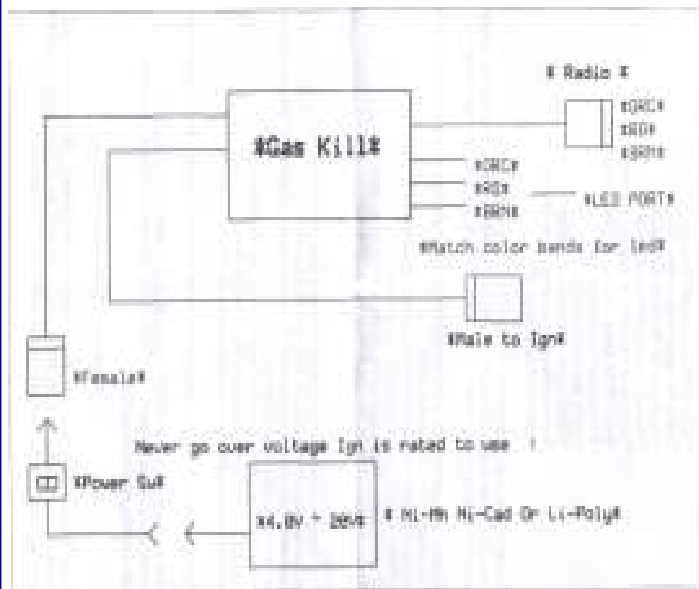 * Radio *
*ORG*
*RD*
*BRN*
*Gas Kill*
*ORG*
*RD*
*BRN*
*LED PORT*
*Match color bands for led*
*Male to Ign*
*Female*
Never go over voltage Ign is rated to use !
*Power Sw*
*4.8V ~ 20V*
* Ni-Mh Ni-Cad Or Li-Poly*